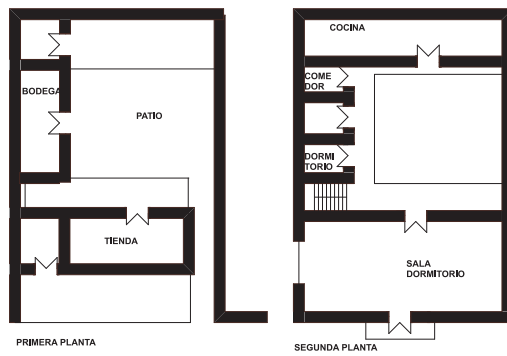 BODEGA
PATIO
TIENDA
PRIMERA PLANTA
COCINA
COME
DOR
DORMI
TORIO
SALA
DORMITORIO
SEGUNDA PLANTA